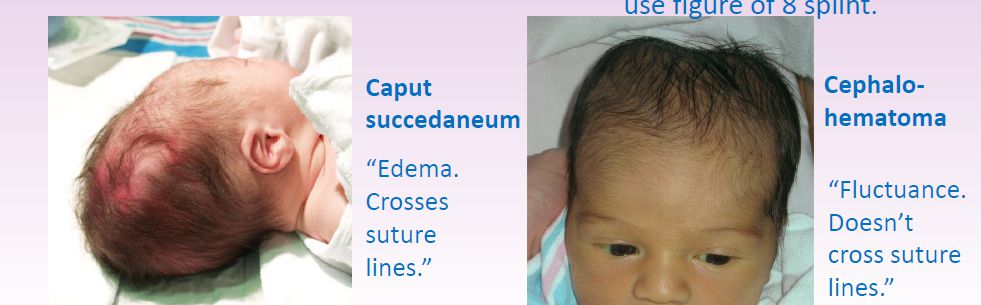 use figure of 8 splint.
Caput
succedaneum
“Edema.
Crosses
suture
lines.”
Cephalo-
hematoma
“Fluctuance.
Doesn’t
cross suture
lines.”